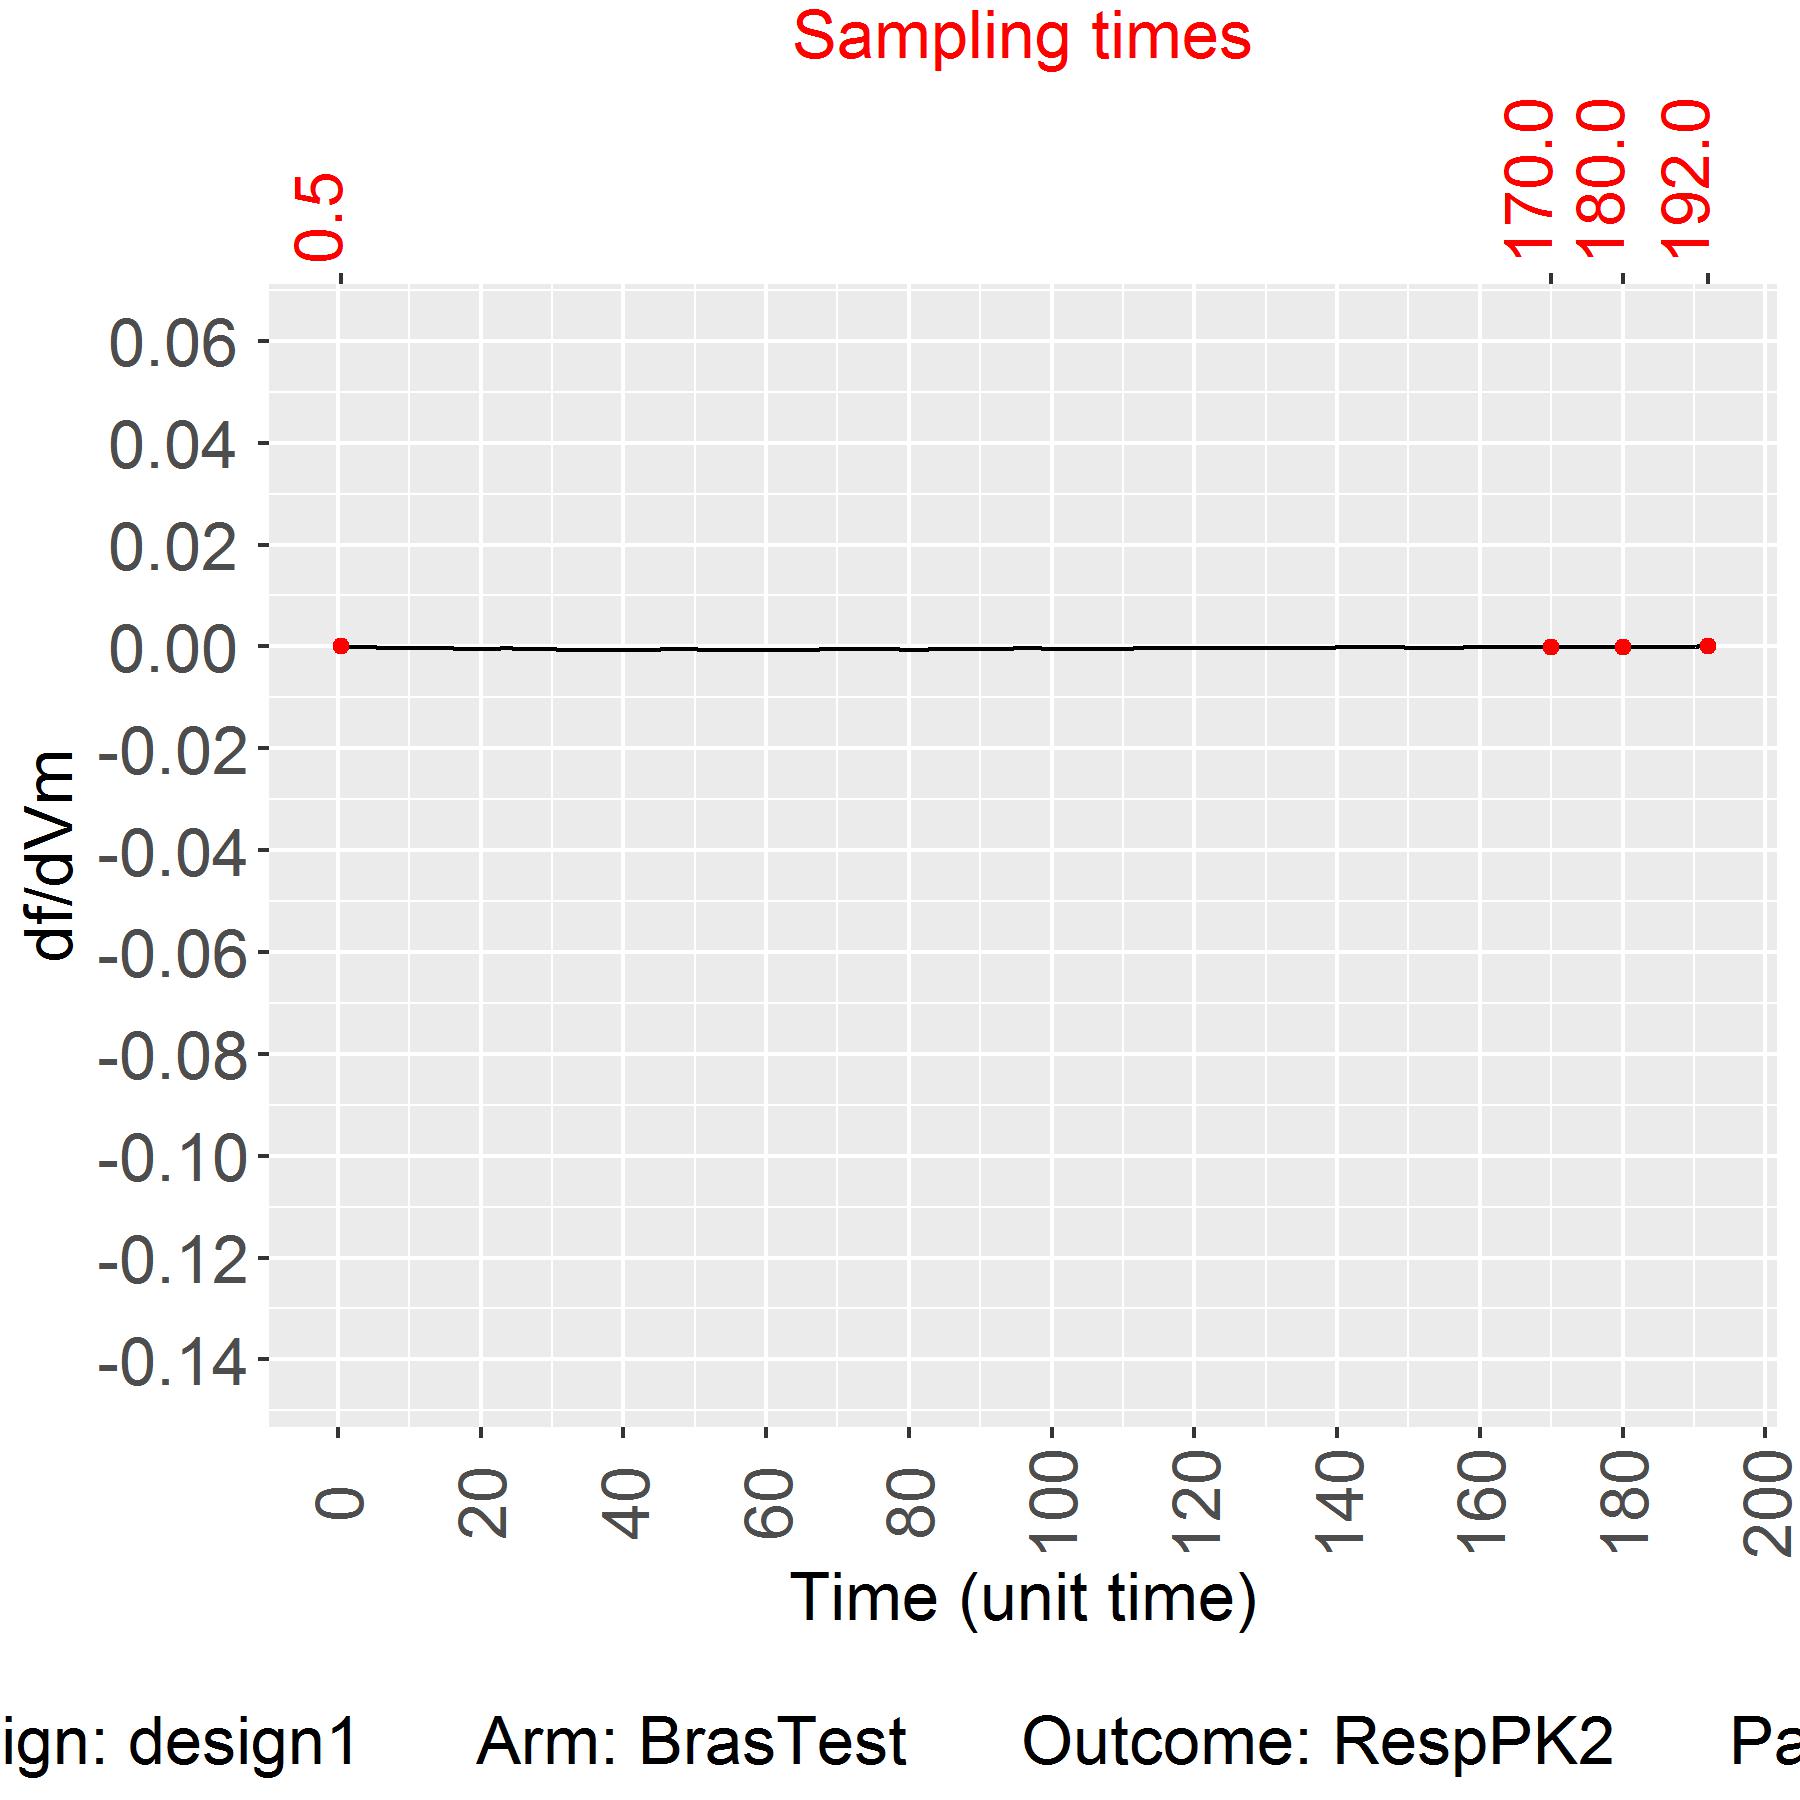 Sampling times
0.5 170.0 180.0 192.0
0.06
0.04
0.02
0.00
-0.02
-0.04
-0.06
-0.08
-0.10
-0.12
-0.14
df/dVm
0 20 40 60 80 100 120 140 160 180 200
Time (unit time)
ign: design1 Arm: BrasTest Outcome: RespPK2 Pa